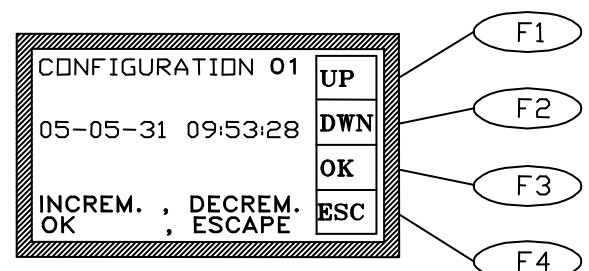 CONFIGURATION 01
UP
F1
05-05-31 09:53:28
DWN
F2
OK
F3
INCREM. , DECREM.
OK , ESCAPE
ESC
F4